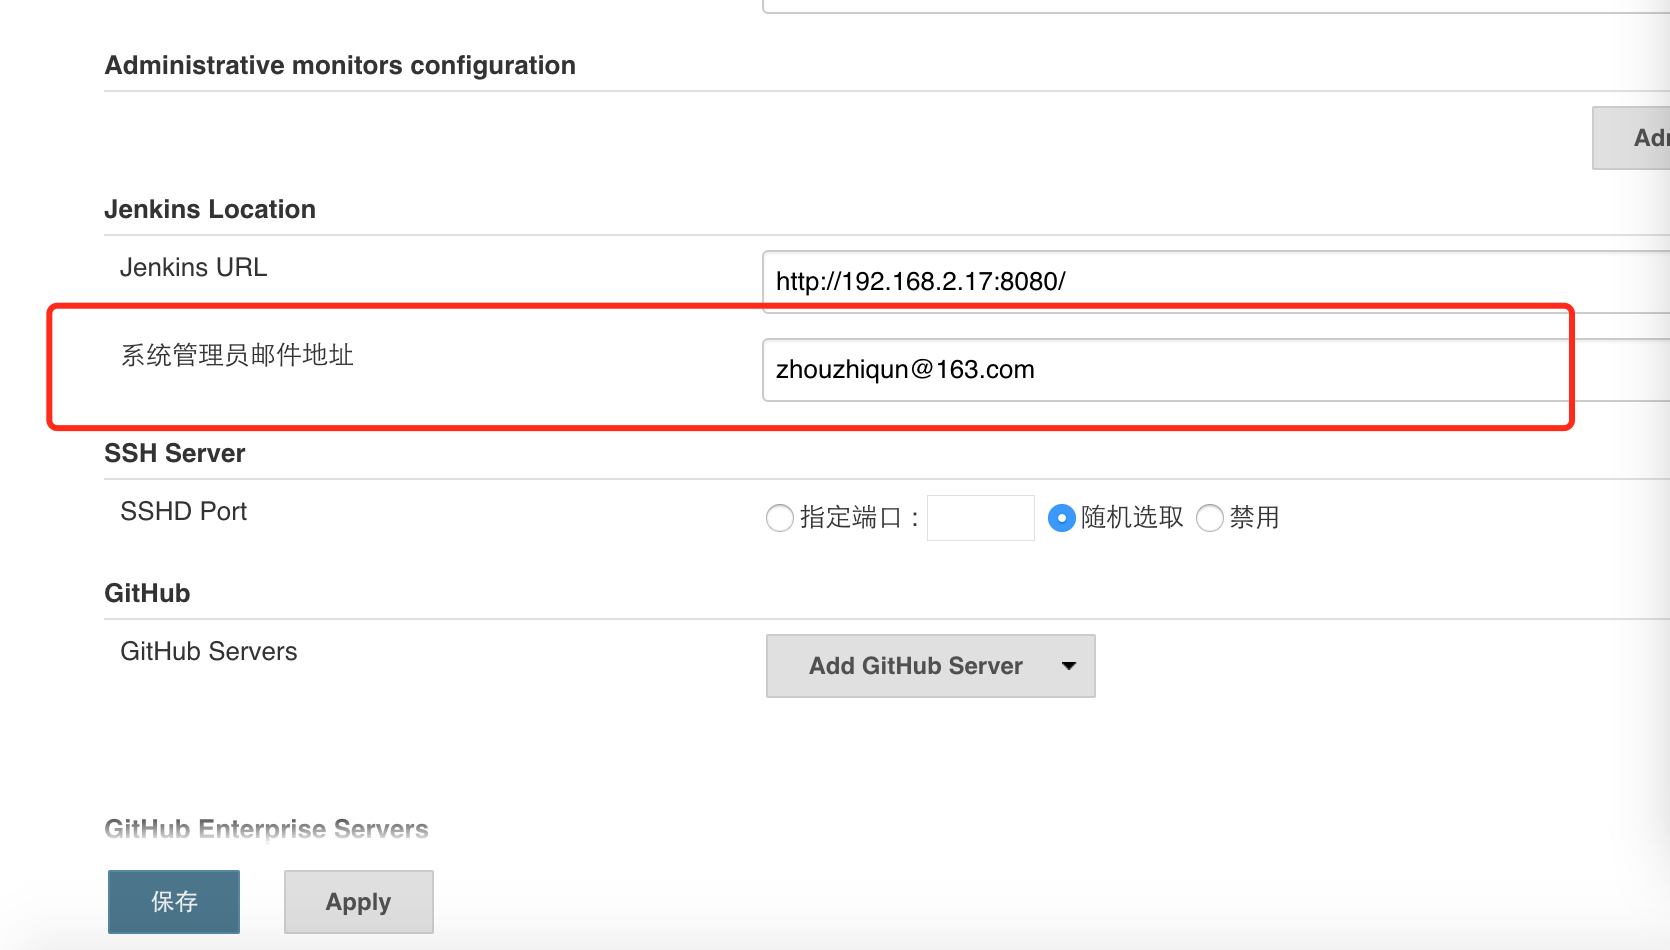 Administrative monitors configuration
Jenkins Location
Jenkins URL
http://192.168.2.17:8080/
系统管理员邮件地址
zhouzhiqun@163.com
SSH Server
SSHD Port
指定端口： 随机选取 禁用
GitHub
GitHub Servers
Add GitHub Server
GitHub Enterprise Servers
保存 Apply